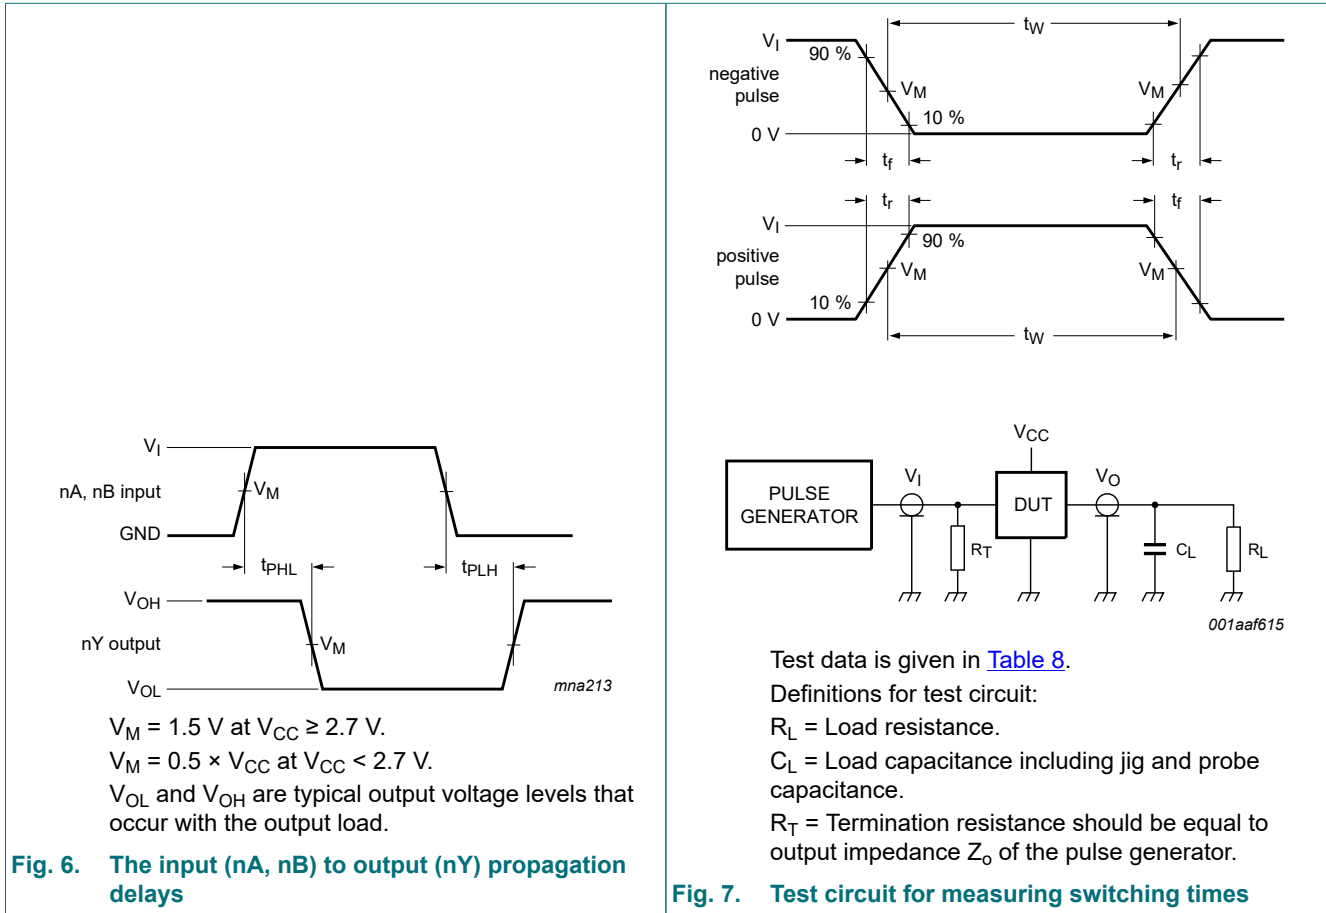 V_I
nA, nB input
V_M
GND
t_PHL
t_PLH
V_OH
nY output
V_M
V_OL
mna213
V_M = 1.5 V at V_CC ≥ 2.7 V.
V_M = 0.5 × V_CC at V_CC < 2.7 V.
V_OL and V_OH are typical output voltage levels that
occur with the output load.
Fig. 6. The input (nA, nB) to output (nY) propagation
delays
t_W
V_I
90 %
negative
pulse
V_M
V_M
10 %
0 V
t_f
t_r
t_r
t_f
V_I
90 %
positive
pulse
V_M
V_M
10 %
0 V
t_W
V_CC
PULSE
GENERATOR
V_I
DUT
V_O
R_T
C_L
R_L
001aaf615
Test data is given in Table 8.
Definitions for test circuit:
R_L = Load resistance.
C_L = Load capacitance including jig and probe
capacitance.
R_T = Termination resistance should be equal to
output impedance Z_o of the pulse generator.
Fig. 7. Test circuit for measuring switching times